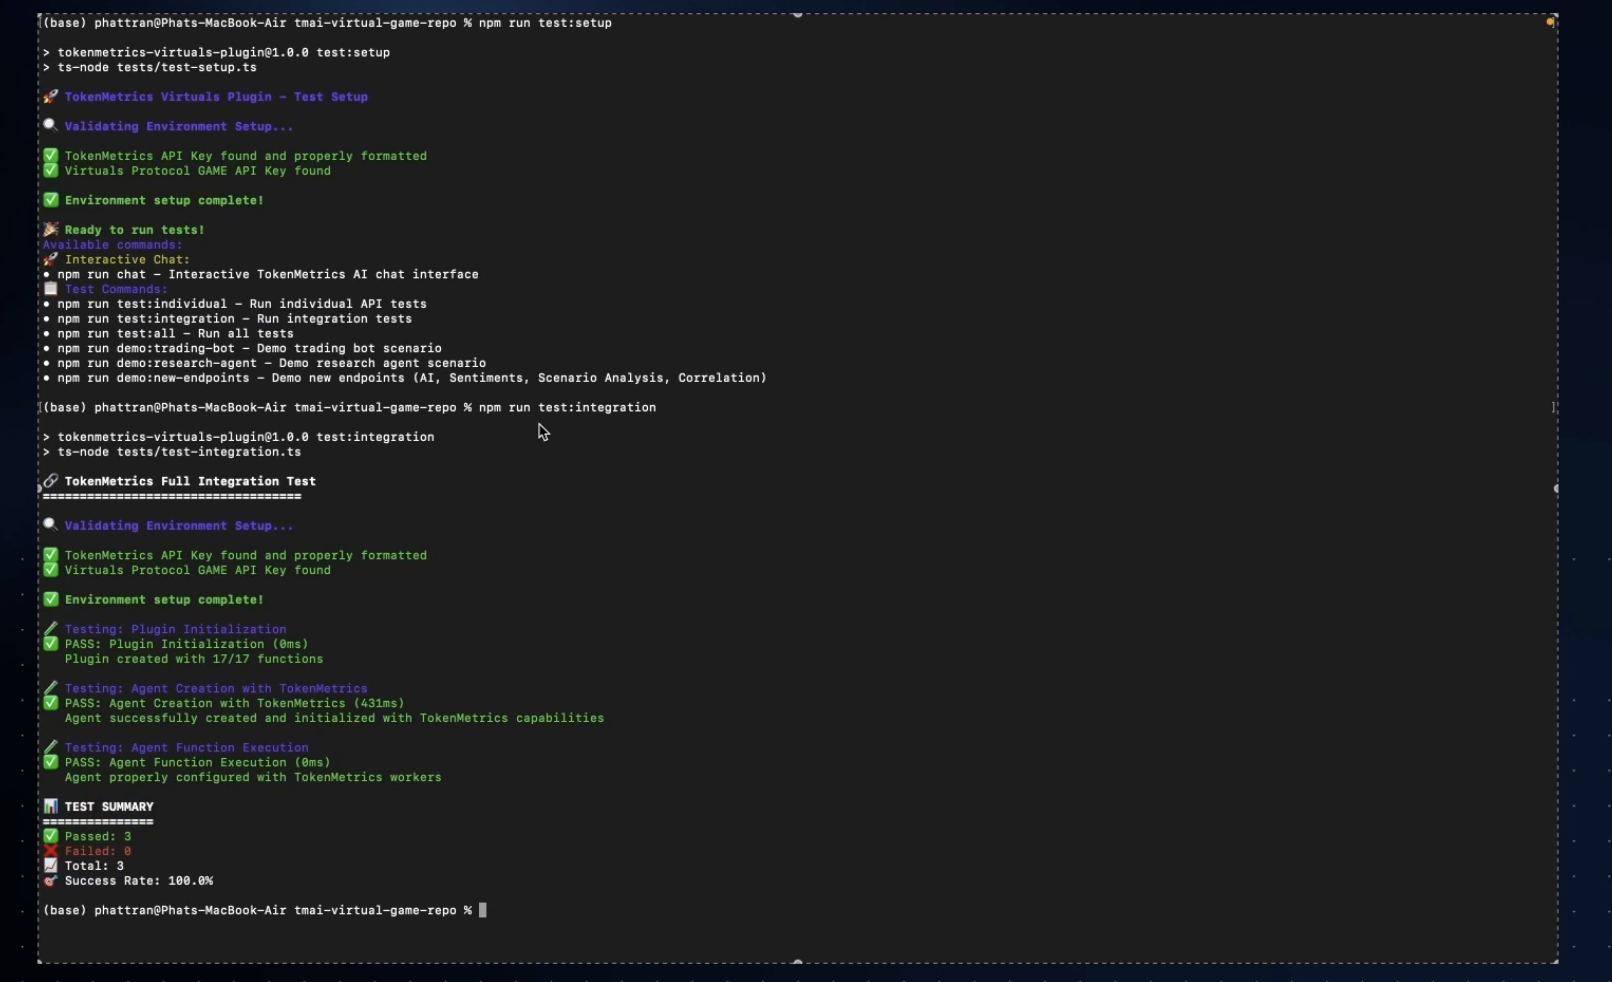 (base) phattran@Phats-MacBook-Air tmai-virtual-game-repo % npm run test:setup
> tokenmetrics-virtuals-plugin@1.0.0 test:setup
> ts-node tests/test-setup.ts
🚀 TokenMetrics Virtuals Plugin - Test Setup
🔍 Validating Environment Setup...
✅ TokenMetrics API Key found and properly formatted
✅ Virtuals Protocol GAME API Key found
✅ Environment setup complete!
🎉 Ready to run tests!
Available commands:
🚀 Interactive Chat:
• npm run chat - Interactive TokenMetrics AI chat interface
📋 Test Commands:
• npm run test:individual - Run individual API tests
• npm run test:integration - Run integration tests
• npm run test:all - Run all tests
• npm run demo:trading-bot - Demo trading bot scenario
• npm run demo:research-agent - Demo research agent scenario
• npm run demo:new-endpoints - Demo new endpoints (AI, Sentiments, Scenario Analysis, Correlation)
[(base) phattran@Phats-MacBook-Air tmai-virtual-game-repo % npm run test:integration ]
> tokenmetrics-virtuals-plugin@1.0.0 test:integration
> ts-node tests/test-integration.ts
🔗 TokenMetrics Full Integration Test
===================================
🔍 Validating Environment Setup...
✅ TokenMetrics API Key found and properly formatted
✅ Virtuals Protocol GAME API Key found
✅ Environment setup complete!
🧪 Testing: Plugin Initialization
✅ PASS: Plugin Initialization (0ms)
Plugin created with 17/17 functions
🧪 Testing: Agent Creation with TokenMetrics
✅ PASS: Agent Creation with TokenMetrics (431ms)
Agent successfully created and initialized with TokenMetrics capabilities
🧪 Testing: Agent Function Execution
✅ PASS: Agent Function Execution (0ms)
Agent properly configured with TokenMetrics workers
📊 TEST SUMMARY
===============
✅ Passed: 3
❌ Failed: 0
📈 Total: 3
🎯 Success Rate: 100.0%
(base) phattran@Phats-MacBook-Air tmai-virtual-game-repo %